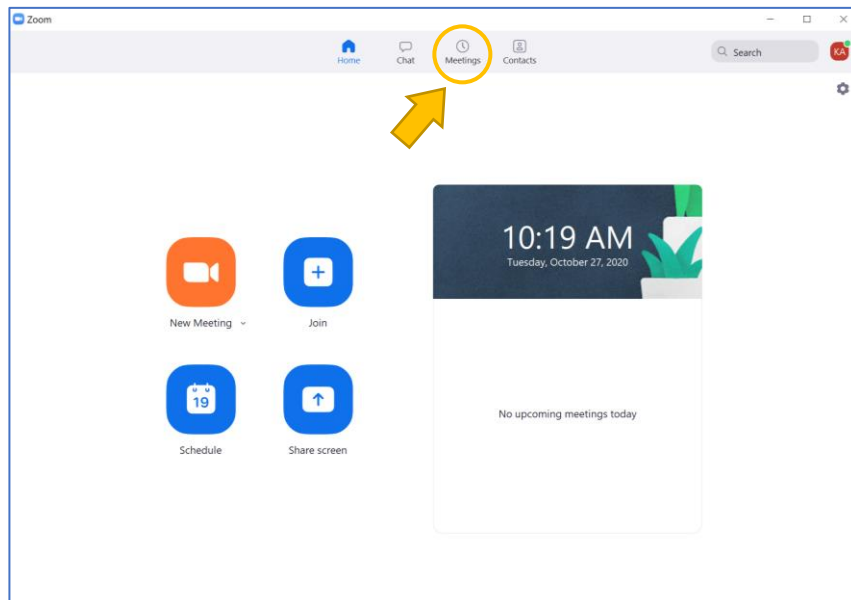 Zoom
Home Chat Meetings Contacts
Search
KA
10:19 AM
Tuesday, October 27, 2020
New Meeting
Join
19
Schedule
Share screen
No upcoming meetings today